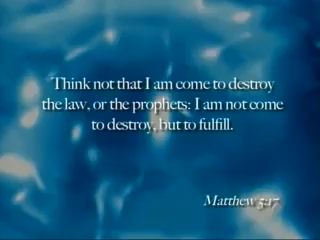 Think not that I am come to destroy
the law, or the prophets: I am not come
to destroy, but to fulfill.
Matthew 5:17